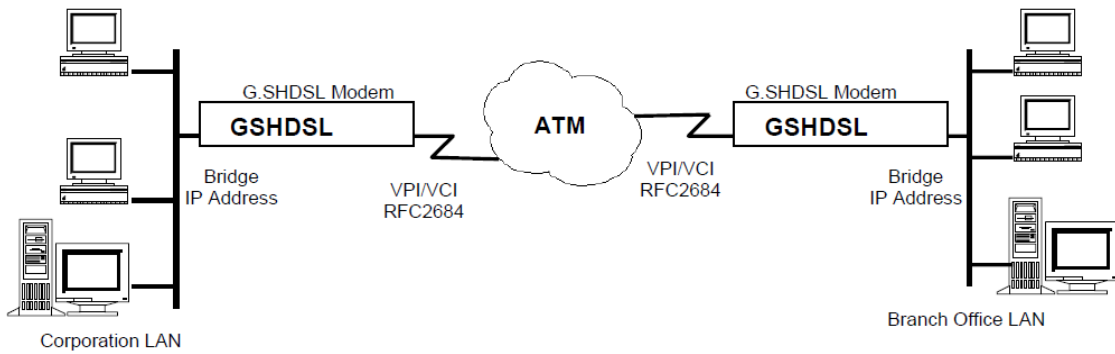 G.SHDSL Modem
GSHDSL
Bridge
IP Address
VPI/VCI
RFC2684
Corporation LAN
ATM
G.SHDSL Modem
GSHDSL
VPI/VCI
RFC2684
Bridge
IP Address
Branch Office LAN